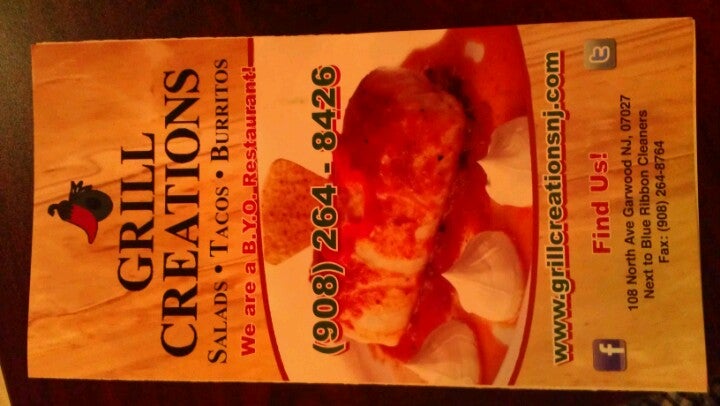 GRILL
CREATIONS
SALADS • TACOS • BURRITOS
We are a B.Y.O. Restaurant!
(908) 264 - 8426
www.grillcreationsnj.com
Find Us!
108 North Ave Garwood NJ, 07027
Next to Blue Ribbon Cleaners
Fax: (908) 264-8764
f
t